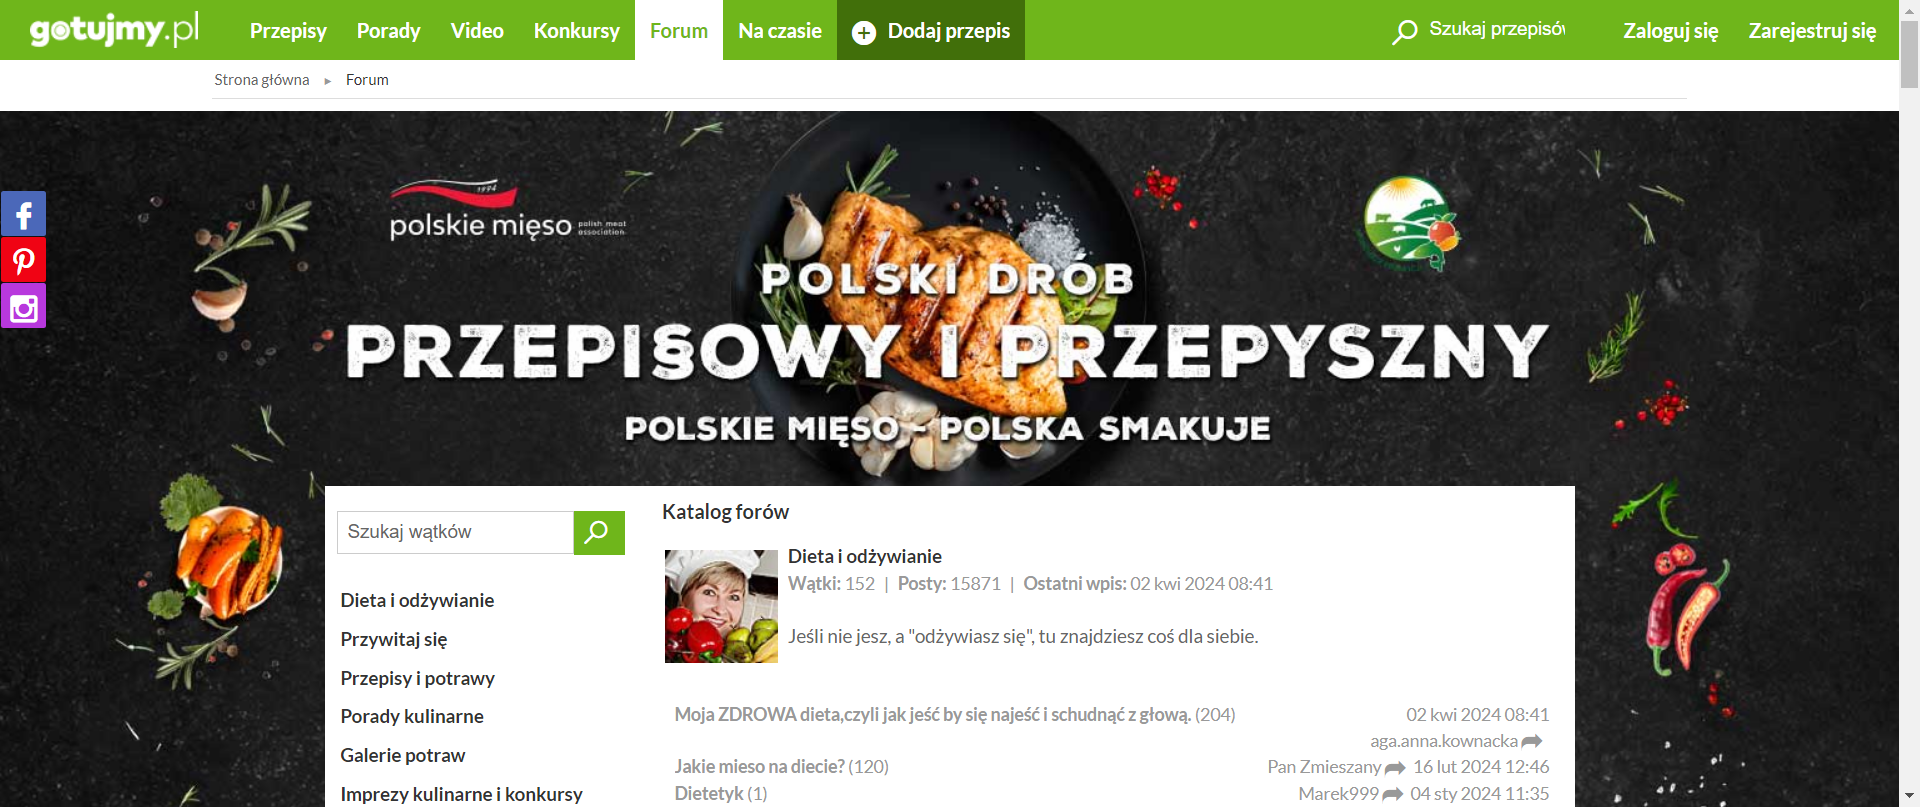 gotujmy.pl
Przepisy Porady Video Konkursy Forum Na czasie Dodaj przepis Szukaj przepisów Zaloguj się Zarejestruj się
Strona główna ▸ Forum
1994
polskie mięso polish meat association
POLSKI DRÓB
PRZEPI§OWY I PRZEPYSZNY
POLSKIE MIĘSO - POLSKA SMAKUJE
Szukaj wątków
Dieta i odżywianie
Przywitaj się
Przepisy i potrawy
Porady kulinarne
Galerie potraw
Imprezy kulinarne i konkursy
Katalog forów
Dieta i odżywianie
Wątki: 152 | Posty: 15871 | Ostatni wpis: 02 kwi 2024 08:41
Jeśli nie jesz, a "odżywiasz się", tu znajdziesz coś dla siebie.
Moja ZDROWA dieta,czyli jak jeść by się najeść i schudnąć z głową. (204) 02 kwi 2024 08:41
aga.anna.kownacka
Jakie mieso na diecie? (120) Pan Zmieszany 16 lut 2024 12:46
Dietetyk (1) Marek999 04 sty 2024 11:35